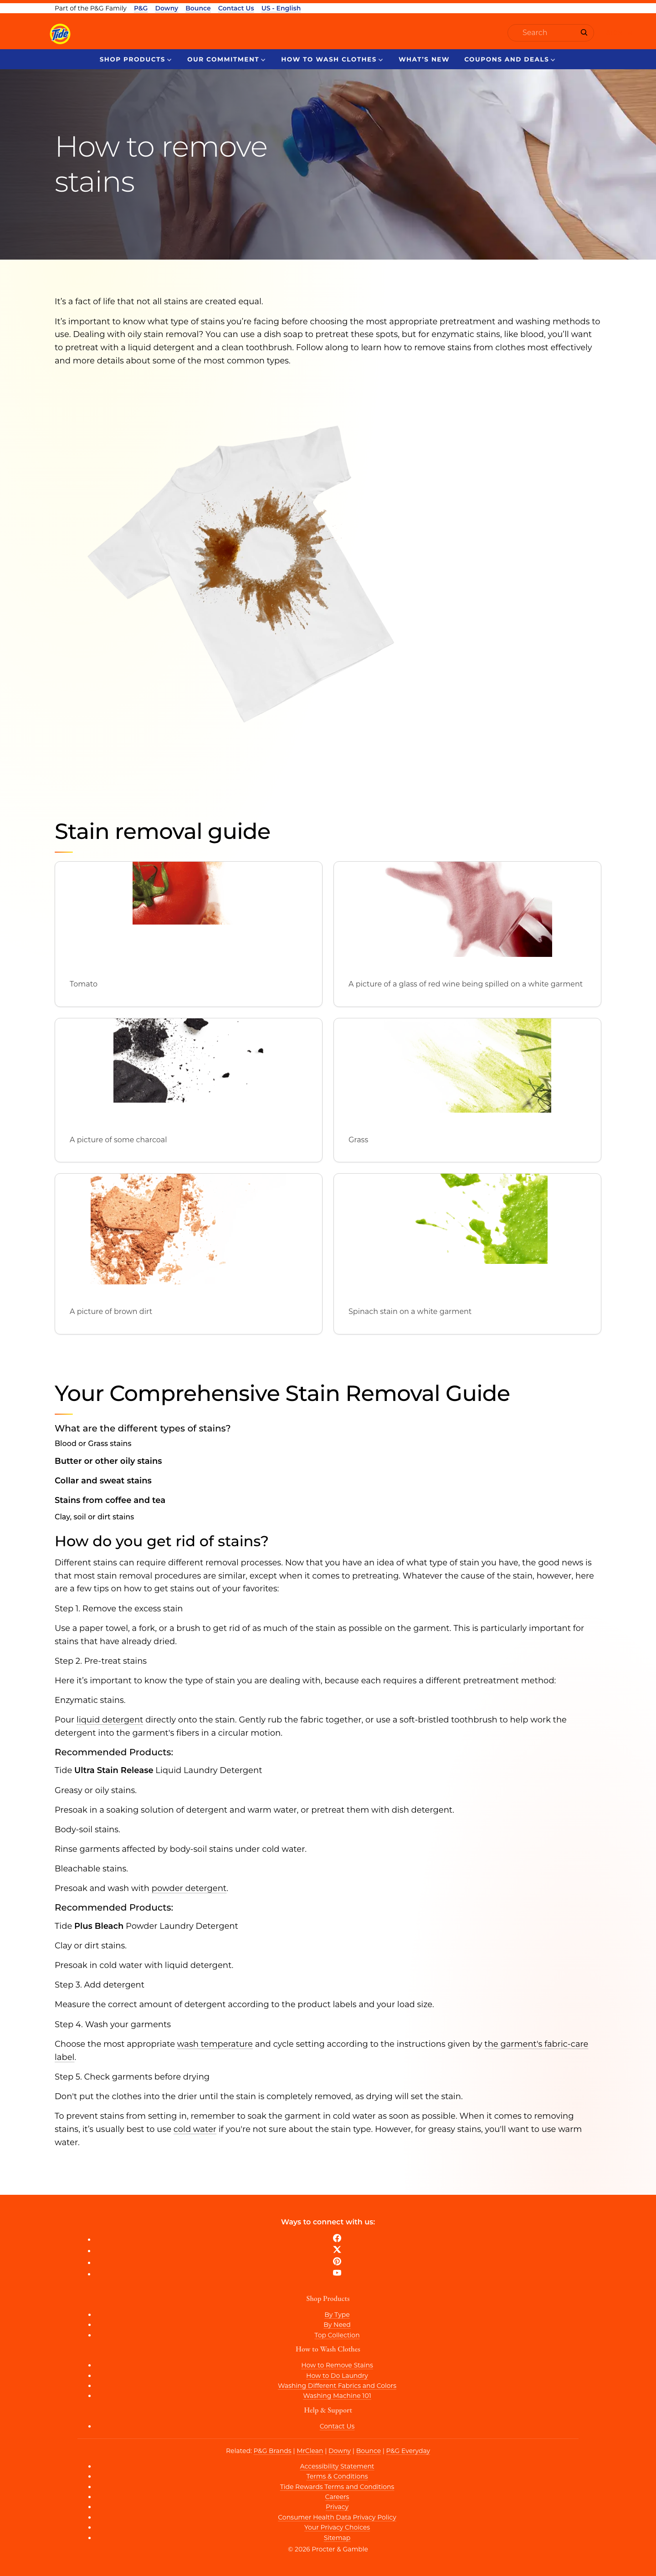 Part of the P&G Family P&G Downy Bounce Contact Us US - English
Tide
Search
SHOP PRODUCTS OUR COMMITMENT HOW TO WASH CLOTHES WHAT'S NEW COUPONS AND DEALS
How to remove
stains
It's a fact of life that not all stains are created equal.
It's important to know what type of stains you're facing before choosing the most appropriate pretreatment and washing methods to
use. Dealing with oily stain removal? You can use a dish soap to pretreat these spots, but for enzymatic stains, like blood, you'll want
to pretreat with a liquid detergent and a clean toothbrush. Follow along to learn how to remove stains from clothes most effectively
and more details about some of the most common types.
Stain removal guide
Tomato
A picture of a glass of red wine being spilled on a white garment
A picture of some charcoal
Grass
A picture of brown dirt
Spinach stain on a white garment
Your Comprehensive Stain Removal Guide
What are the different types of stains?
Blood or Grass stains
Butter or other oily stains
Collar and sweat stains
Stains from coffee and tea
Clay, soil or dirt stains
How do you get rid of stains?
Different stains can require different removal processes. Now that you have an idea of what type of stain you have, the good news is
that most stain removal procedures are similar, except when it comes to pretreating. Whatever the cause of the stain, however, here
are a few tips on how to get stains out of your favorites:
Step 1. Remove the excess stain
Use a paper towel, a fork, or a brush to get rid of as much of the stain as possible on the garment. This is particularly important for
stains that have already dried.
Step 2. Pre-treat stains
Here it's important to know the type of stain you are dealing with, because each requires a different pretreatment method:
Enzymatic stains.
Pour liquid detergent directly onto the stain. Gently rub the fabric together, or use a soft-bristled toothbrush to help work the
detergent into the garment's fibers in a circular motion.
Recommended Products:
Tide Ultra Stain Release Liquid Laundry Detergent
Greasy or oily stains.
Presoak in a soaking solution of detergent and warm water, or pretreat them with dish detergent.
Body-soil stains.
Rinse garments affected by body-soil stains under cold water.
Bleachable stains.
Presoak and wash with powder detergent.
Recommended Products:
Tide Plus Bleach Powder Laundry Detergent
Clay or dirt stains.
Presoak in cold water with liquid detergent.
Step 3. Add detergent
Measure the correct amount of detergent according to the product labels and your load size.
Step 4. Wash your garments
Choose the most appropriate wash temperature and cycle setting according to the instructions given by the garment's fabric-care
label.
Step 5. Check garments before drying
Don't put the clothes into the drier until the stain is completely removed, as drying will set the stain.
To prevent stains from setting in, remember to soak the garment in cold water as soon as possible. When it comes to removing
stains, it's usually best to use cold water if you're not sure about the stain type. However, for greasy stains, you'll want to use warm
water.
Ways to connect with us:
Shop Products
By Type
By Need
Top Collection
How to Wash Clothes
How to Remove Stains
How to Do Laundry
Washing Different Fabrics and Colors
Washing Machine 101
Help & Support
Contact Us
Related: P&G Brands | MrClean | Downy | Bounce | P&G Everyday
Accessibility Statement
Terms & Conditions
Tide Rewards Terms and Conditions
Careers
Privacy
Consumer Health Data Privacy Policy
Your Privacy Choices
Sitemap
© 2026 Procter & Gamble